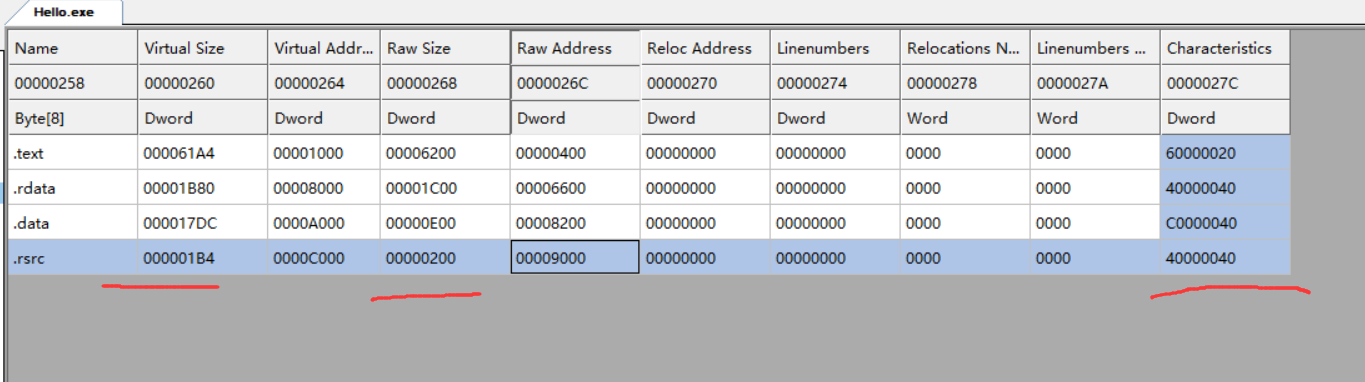 Hello.exe
Name Virtual Size Virtual Addr... Raw Size Raw Address Reloc Address Linenumbers Relocations N... Linenumbers ... Characteristics
00000258 00000260 00000264 00000268 0000026C 00000270 00000274 00000278 0000027A 0000027C
Byte[8] Dword Dword Dword Dword Dword Dword Word Word Dword
.text 000061A4 00001000 00006200 00000400 00000000 00000000 0000 0000 60000020
.rdata 00001B80 00008000 00001C00 00006600 00000000 00000000 0000 0000 40000040
.data 000017DC 0000A000 00000E00 00008200 00000000 00000000 0000 0000 C0000040
.rsrc 000001B4 0000C000 00000200 00009000 00000000 00000000 0000 0000 40000040